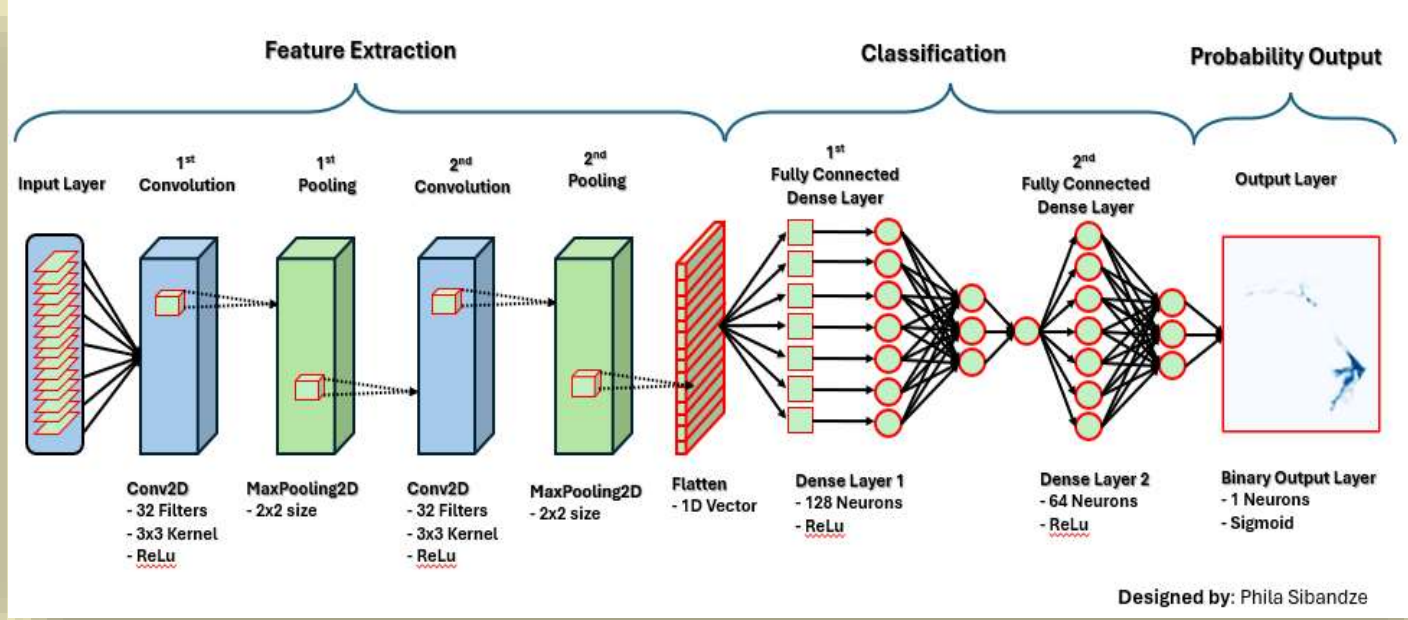 Feature Extraction
Classification
Probability Output
Input Layer
1st
Convolution
1st
Pooling
2nd
Convolution
2nd
Pooling
1st
Fully Connected
Dense Layer
2nd
Fully Connected
Dense Layer
Output Layer
Conv2D
- 32 Filters
- 3x3 Kernel
- ReLu
MaxPooling2D
- 2x2 size
Conv2D
- 32 Filters
- 3x3 Kernel
- ReLu
MaxPooling2D
- 2x2 size
Flatten
- 1D Vector
Dense Layer 1
- 128 Neurons
- ReLu
Dense Layer 2
- 64 Neurons
- ReLu
Binary Output Layer
- 1 Neurons
- Sigmoid
Designed by: Phila Sibandze